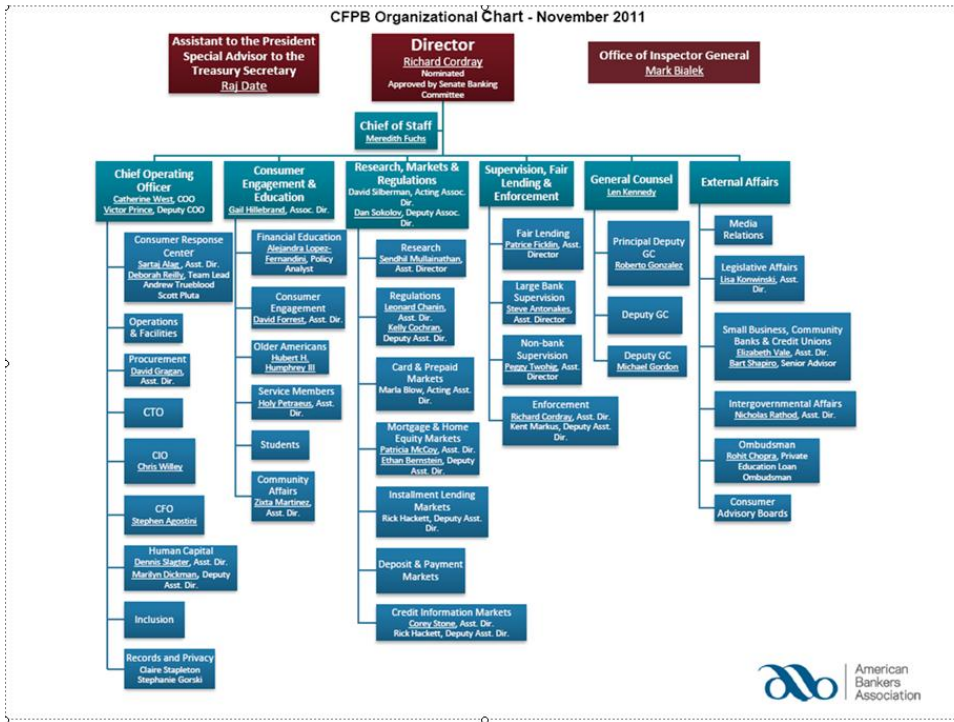 CFPB Organizational Chart - November 2011
Assistant to the President
Special Advisor to the
Treasury Secretary
Raj Date
Director
Richard Cordray
Nominated
Approved by Senate Banking
Committee
Office of Inspector General
Mark Bialek
Chief of Staff
Meredith Fuchs
Chief Operating
Officer
Catherine West, COO
Victor Prince, Deputy COO
Consumer Response
Center
Sartaj Alag , Asst. Dir.
Deborah Reilly, Team Lead
Andrew Trueblood
Scott Pluta
Operations
& Facilities
Procurement
David Gragan,
Asst. Dir.
CTO
CIO
Chris Willey
CFO
Stephen Agostini
Human Capital
Dennis Slagter, Asst. Dir.
Marilyn Dickman, Deputy
Asst. Dir.
Inclusion
Records and Privacy
Claire Stapleton
Stephanie Gorski
Consumer
Engagement &
Education
Gail Hillebrand, Assoc. Dir.
Financial Education
Alejandra Lopez-
Fernandini, Policy
Analyst
Consumer
Engagement
David Forrest, Asst. Dir.
Older Americans
Hubert H.
Humphrey III
Service Members
Holy Petraeus, Asst.
Dir.
Students
Community
Affairs
Zixta Martinez,
Asst. Dir.
Research, Markets &
Regulations
David Silberman, Acting Assoc.
Dir.
Dan Sokolov, Deputy Assoc.
Dir.
Research
Sendhil Mullainathan,
Asst. Director
Regulations
Leonard Chanin,
Asst. Dir.
Kelly Cochran,
Deputy Asst. Dir.
Card & Prepaid
Markets
Marla Blow, Acting Asst.
Dir.
Mortgage & Home
Equity Markets
Patricia McCoy, Asst. Dir.
Ethan Bernstein, Deputy
Asst. Dir.
Installment Lending
Markets
Rick Hackett, Deputy Asst.
Dir.
Deposit & Payment
Markets
Credit Information Markets
Corey Stone, Asst. Dir.
Rick Hackett, Deputy Asst. Dir.
Supervision, Fair
Lending &
Enforcement
Fair Lending
Patrice Ficklin, Asst.
Director
Large Bank
Supervision
Steve Antonakes,
Asst. Director
Non-bank
Supervision
Peggy Twohig, Asst.
Director
Enforcement
Richard Cordray, Asst. Dir.
Kent Markus, Deputy Asst.
Dir.
General Counsel
Len Kennedy
Principal Deputy
GC
Roberto Gonzalez
Deputy GC
Deputy GC
Michael Gordon
External Affairs
Media
Relations
Legislative Affairs
Lisa Konwinski, Asst.
Dir.
Small Business, Community
Banks & Credit Unions
Elizabeth Vale, Asst. Dir.
Bart Shapiro, Senior Advisor
Intergovernmental Affairs
Nicholas Rathod, Asst. Dir.
Ombudsman
Rohit Chopra, Private
Education Loan
Ombudsman
Consumer
Advisory Boards
American
Bankers
Association